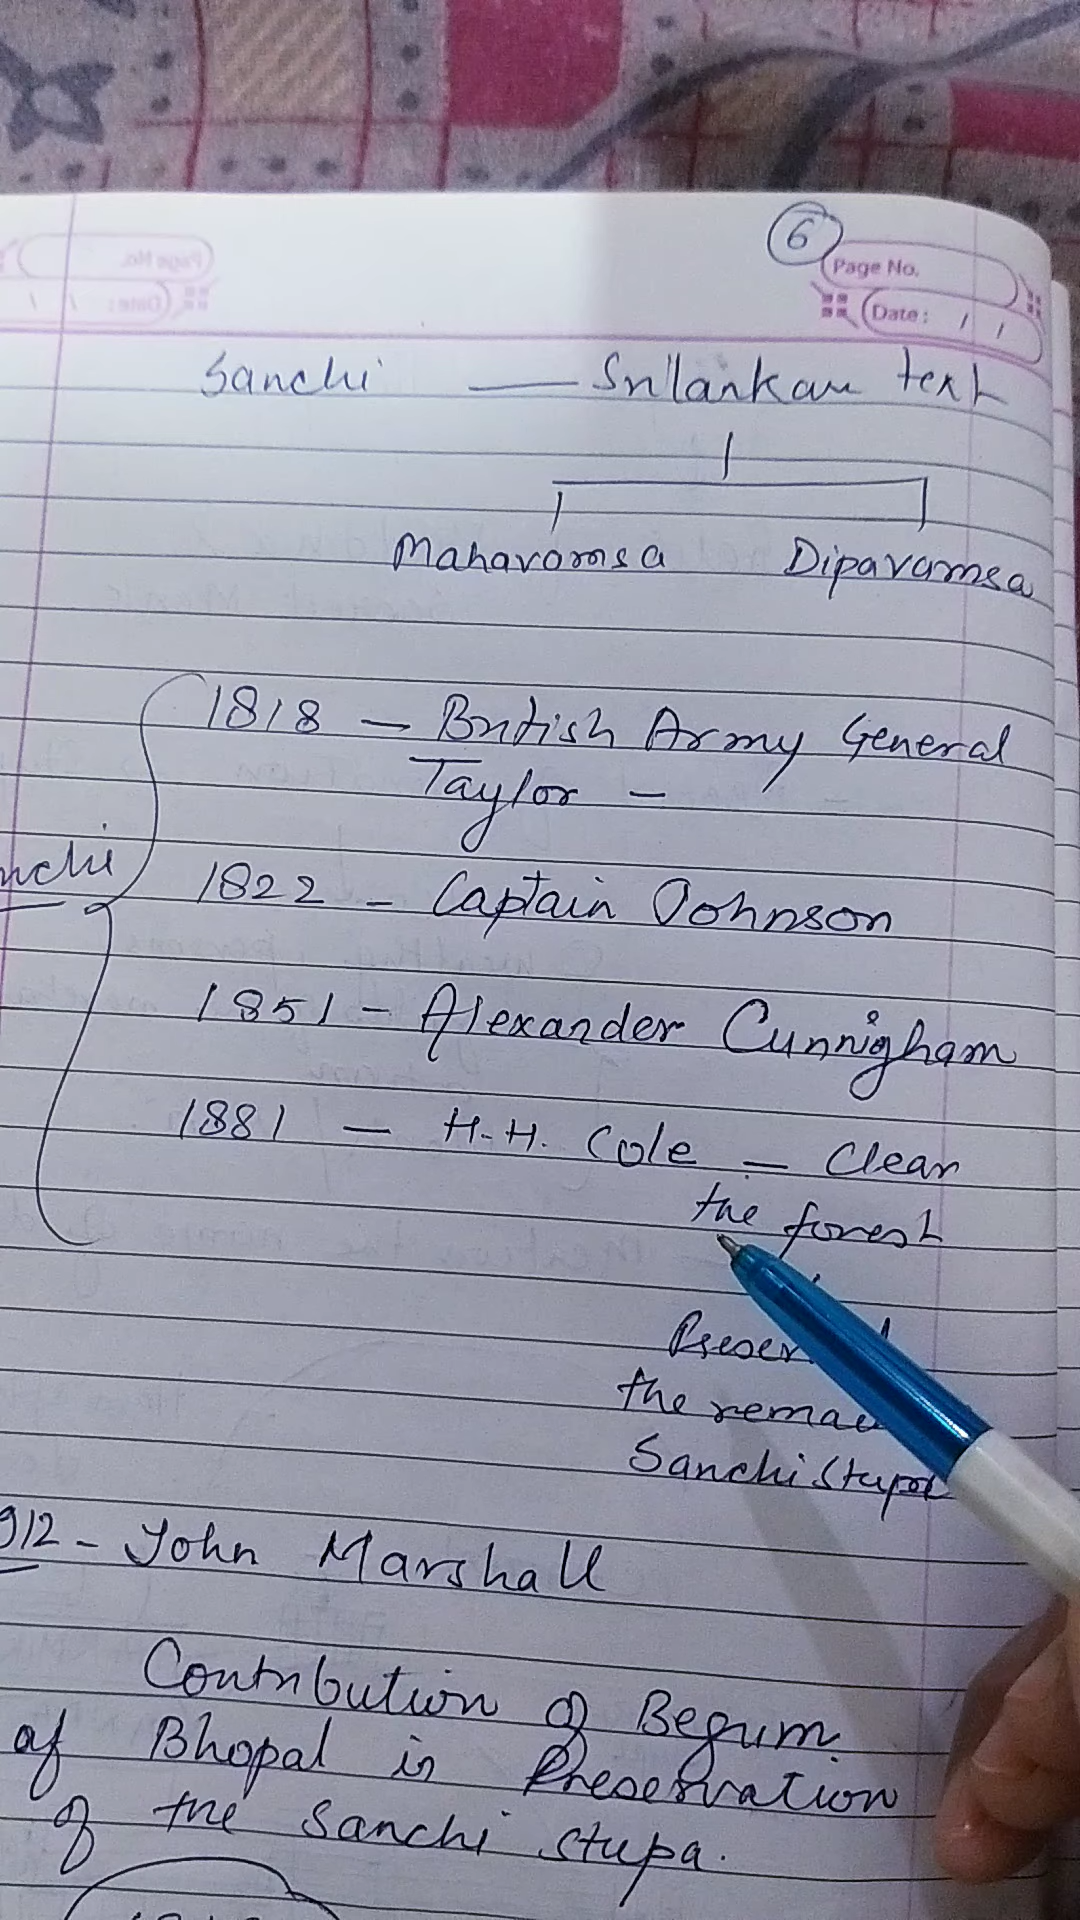 6
Page No.
Date: / /
Sanchi — Srilankan text
Mahavamsa Dipavamsa
1818 - British Army General
Taylor -
1822 - Captain Johnson
1851 - Alexander Cunnigham
1881 - H.H. Cole - Clear
the forest
the
Sanchi Stupa
John Marshall
Contribution of Begum
of Bhopal in Preservation
of the Sanchi stupa.